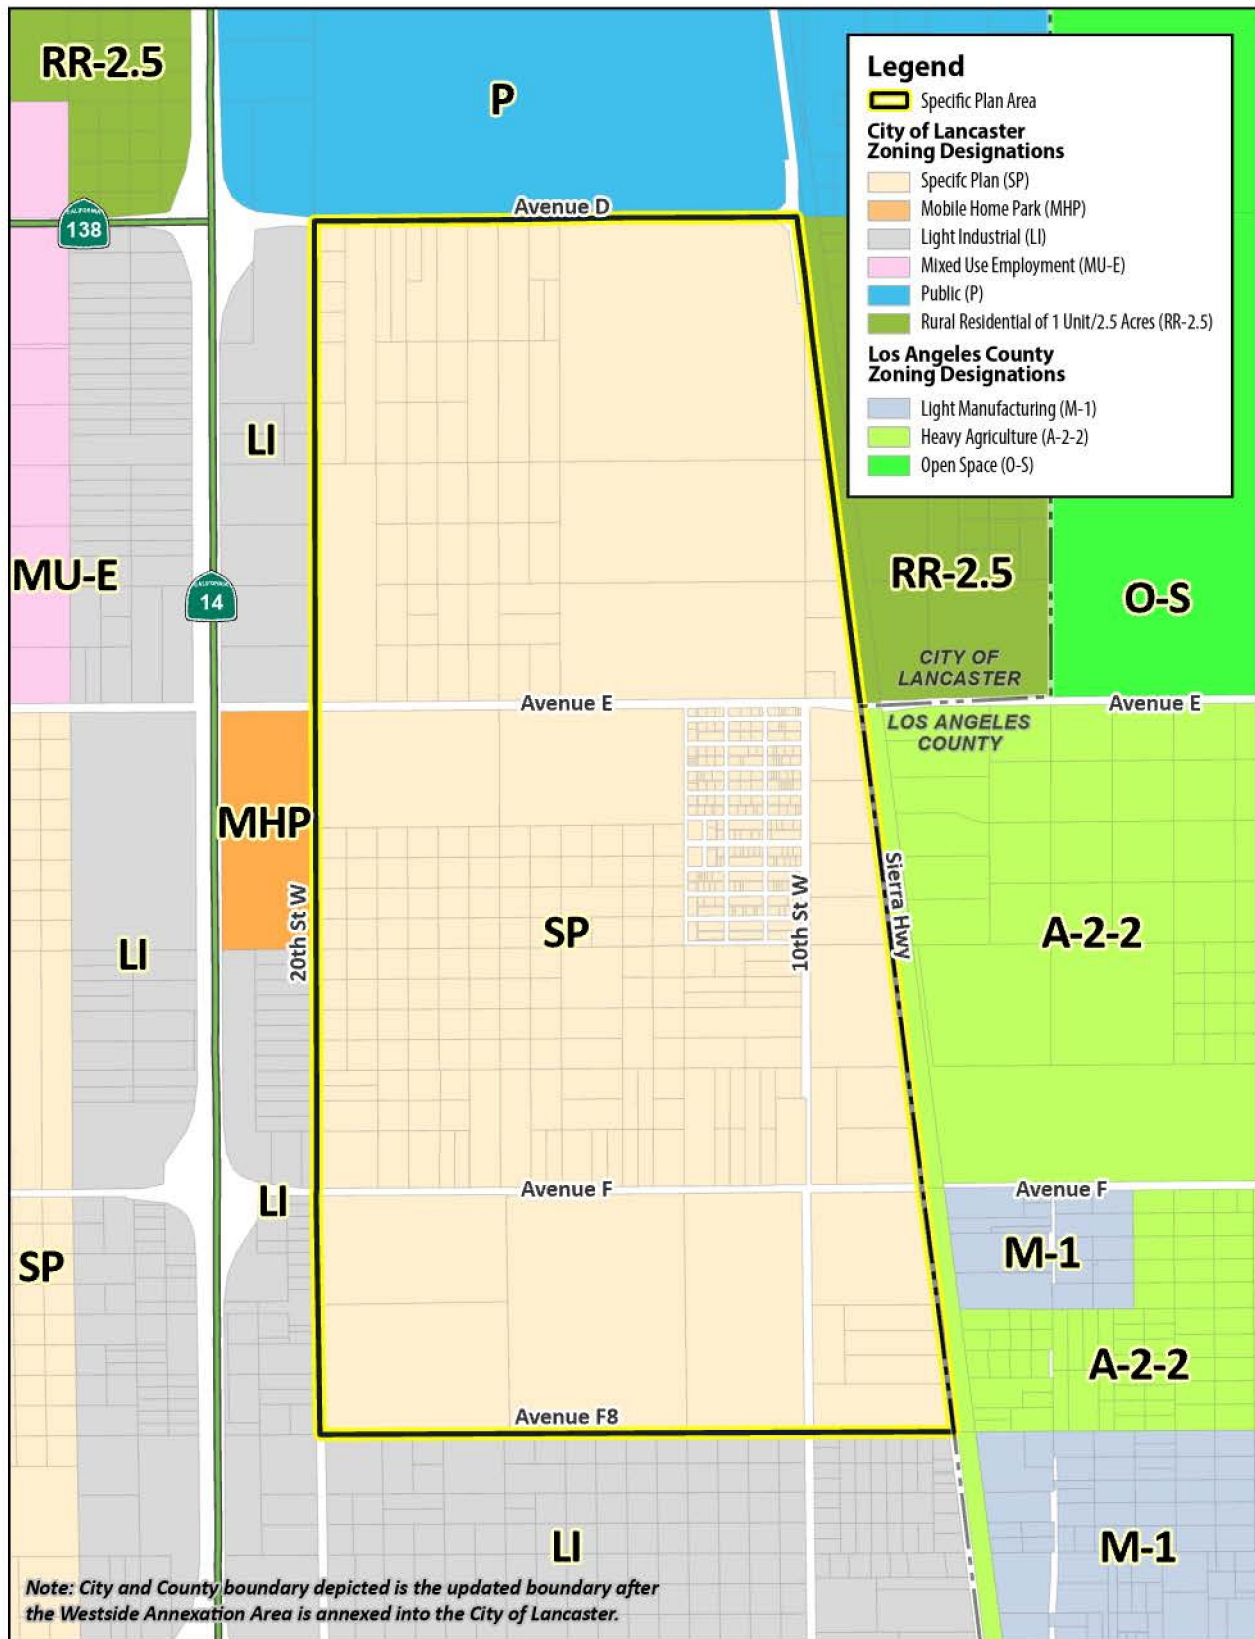 RR-2.5
P
Legend
Specific Plan Area
City of Lancaster
Zoning Designations
Specifc Plan (SP)
Mobile Home Park (MHP)
Light Industrial (LI)
Mixed Use Employment (MU-E)
Public (P)
Rural Residential of 1 Unit/2.5 Acres (RR-2.5)
Los Angeles County
Zoning Designations
Light Manufacturing (M-1)
Heavy Agriculture (A-2-2)
Open Space (O-S)
Avenue D
CALIFORNIA
138
LI
MU-E
CALIFORNIA
14
RR-2.5
O-S
CITY OF
LANCASTER
Avenue E
Avenue E
LOS ANGELES
COUNTY
MHP
20th St W
SP
10th St W
Sierra Hwy
A-2-2
LI
Avenue F
Avenue F
LI
SP
M-1
A-2-2
Avenue F8
LI
M-1
Note: City and County boundary depicted is the updated boundary after
the Westside Annexation Area is annexed into the City of Lancaster.